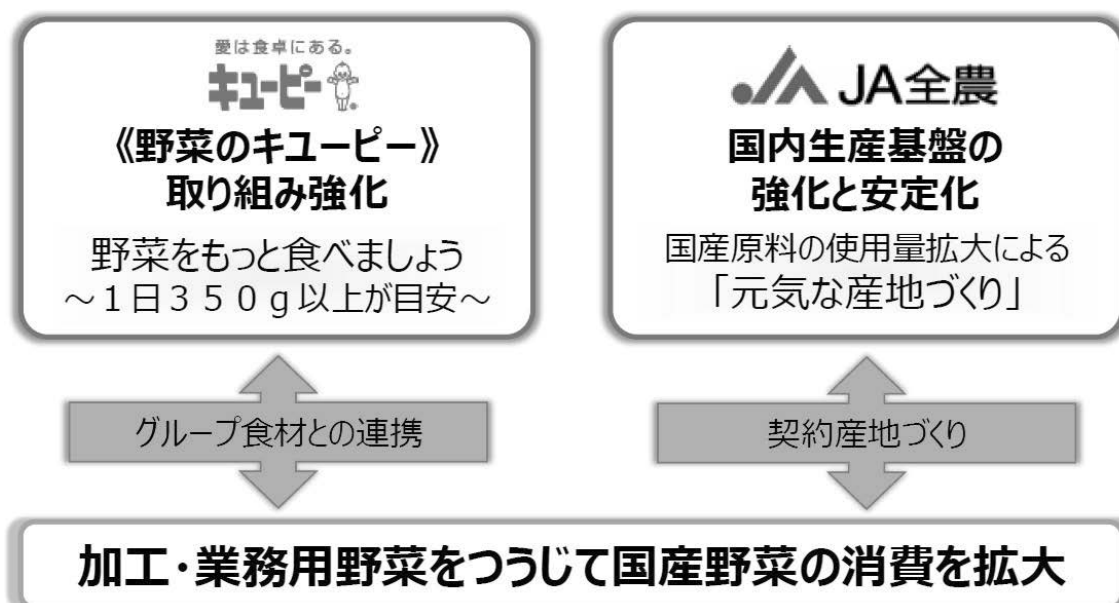 愛は食卓にある。
キユーピー
《野菜のキユーピー》
取り組み強化
野菜をもっと食べましょう
～1日350g以上が目安～
グループ食材との連携
JA全農
国内生産基盤の
強化と安定化
国産原料の使用量拡大による
「元気な産地づくり」
契約産地づくり
加工・業務用野菜をつうじて国産野菜の消費を拡大